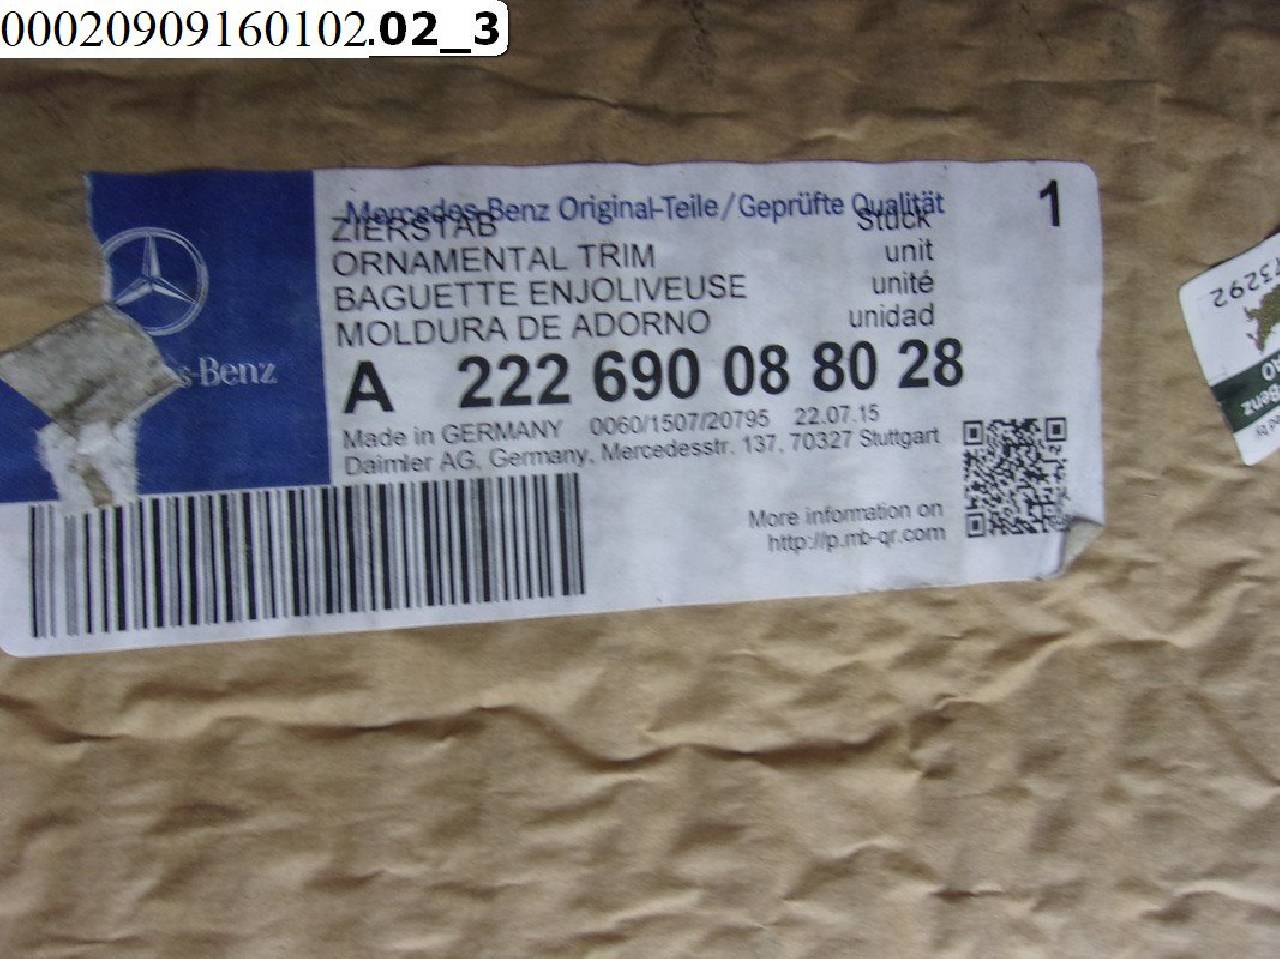 00020909160102.02_3
Mercedes-Benz Original-Teile/Geprüfte Qualität
1
ZIERSTAB Stück
ORNAMENTAL TRIM unit
BAGUETTE ENJOLIVEUSE unité
MOLDURA DE ADORNO unidad
s-Benz
A 222 690 08 80 28
Made in GERMANY 0060/1507/20795 22.07.15
Daimler AG, Germany, Mercedesstr. 137, 70327 Stuttgart
More information on
http://p.mb-qr.com
73292
Benz